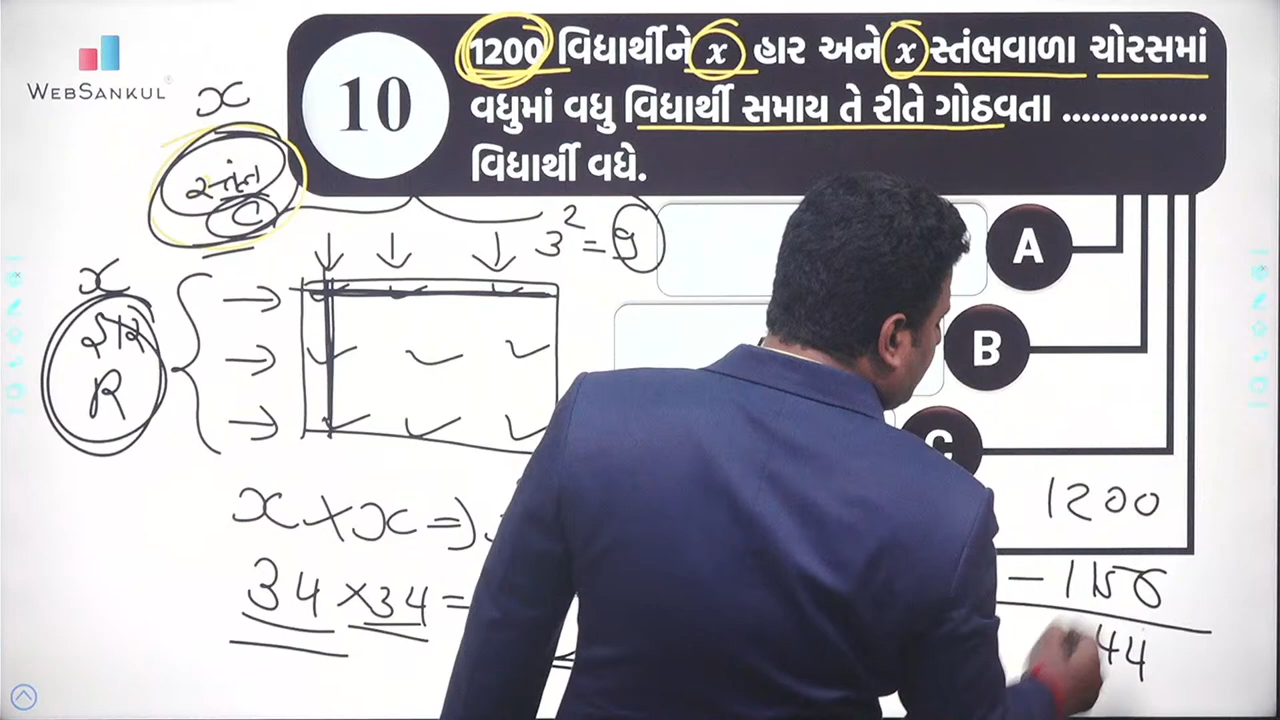 WEBSANKUL
10
1200 વિદ્યાર્થીને x હાર અને x સ્તંભવાળા ચોરસમાં
વધુમાં વધુ વિદ્યાર્થી સમાય તે રીતે ગોઠવતા ................
વિદ્યાર્થી વધે.
x
C
3² = 9
A
x
હાર
R
B
C
x × x =
1200
34 × 34 =
- 1156
44